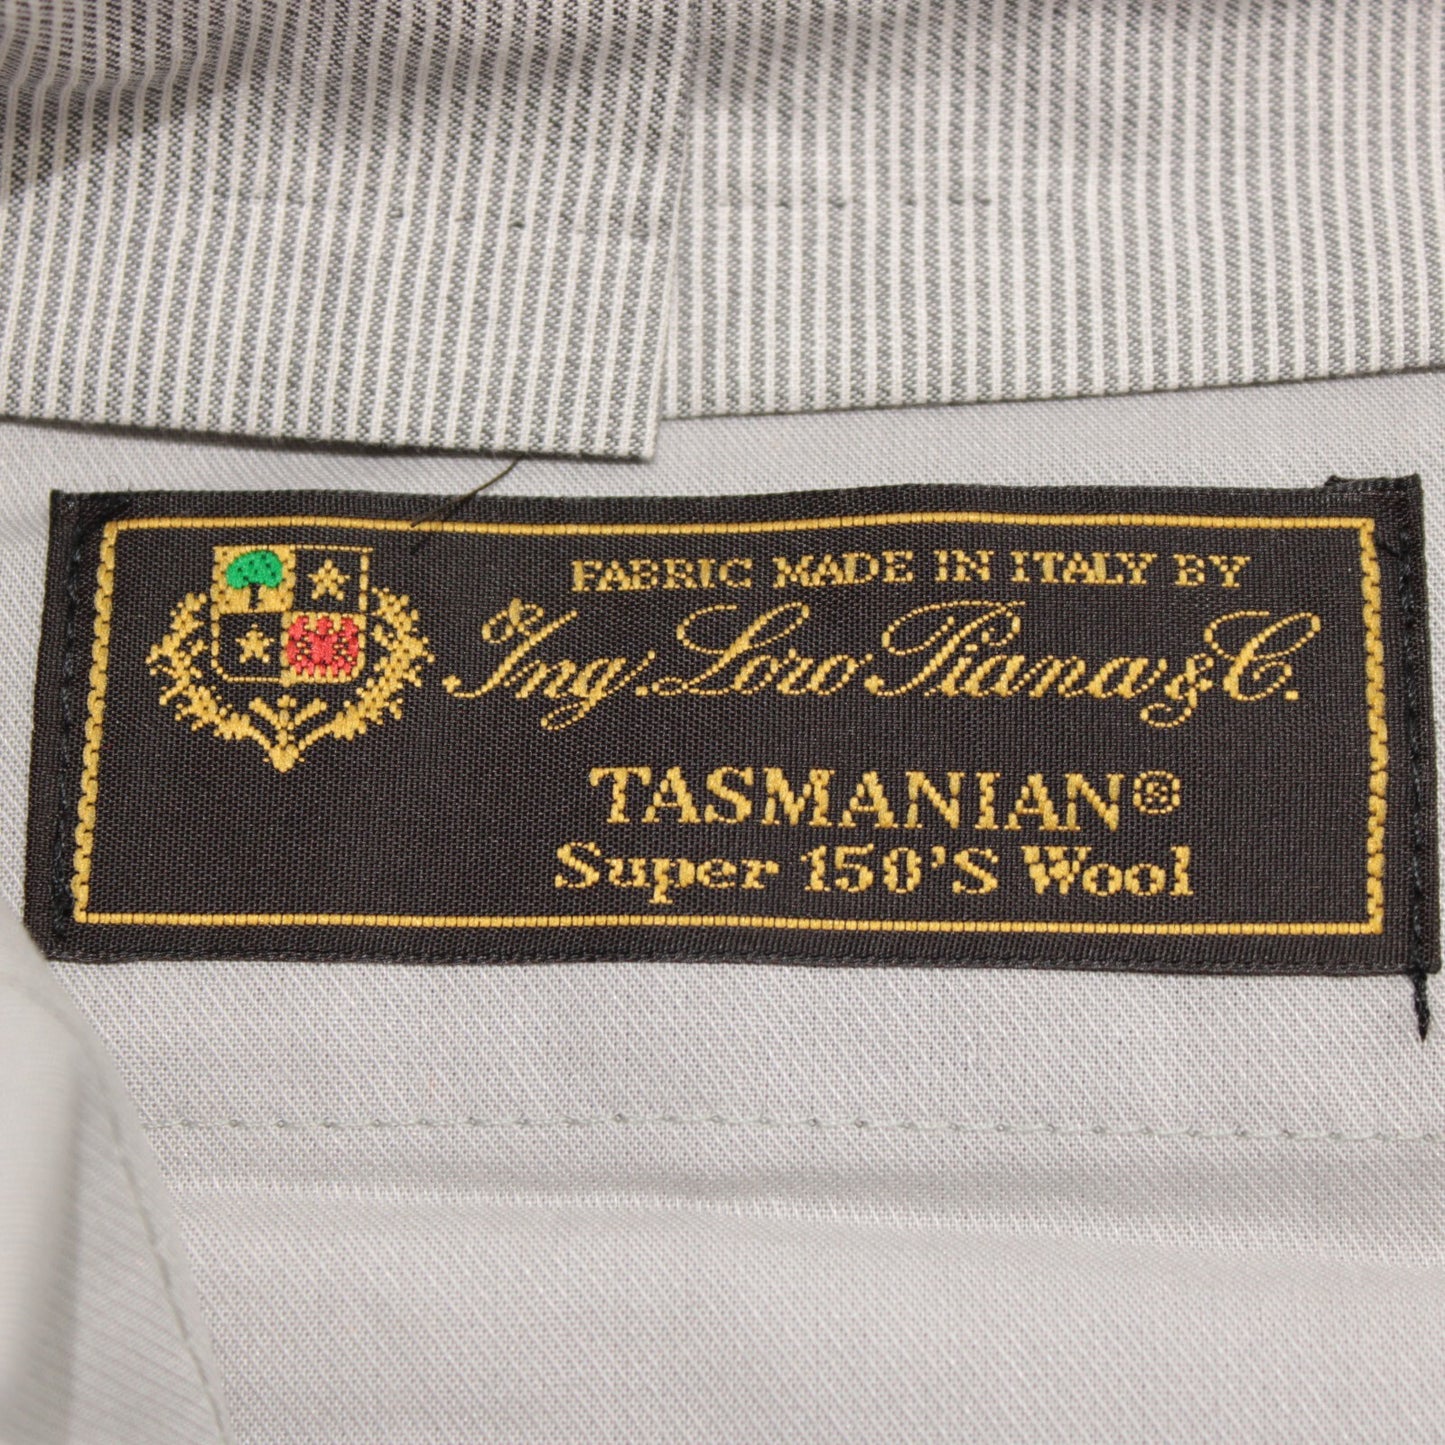 FABRIC MADE IN ITALY BY
Ing. Loro Piana & C.
TASMANIAN®
Super 150'S Wool